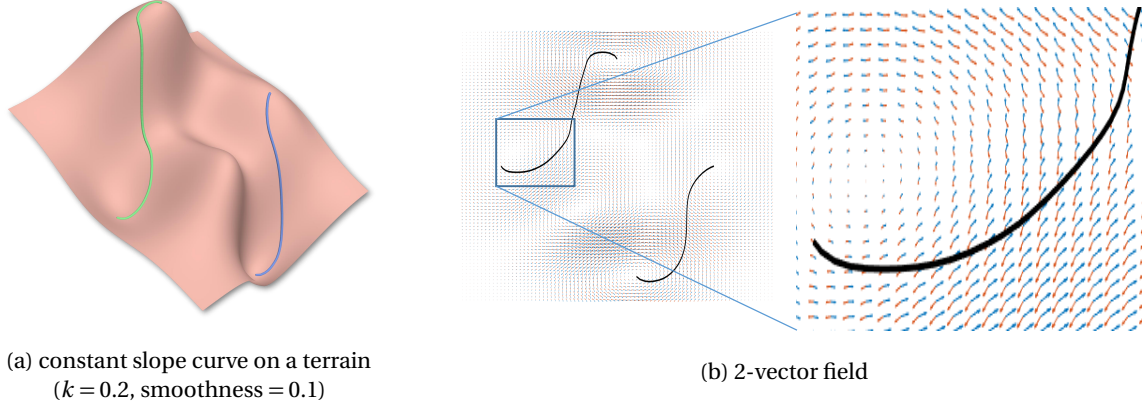 (a) constant slope curve on a terrain
(k = 0.2, smoothness = 0.1)
(b) 2-vector field